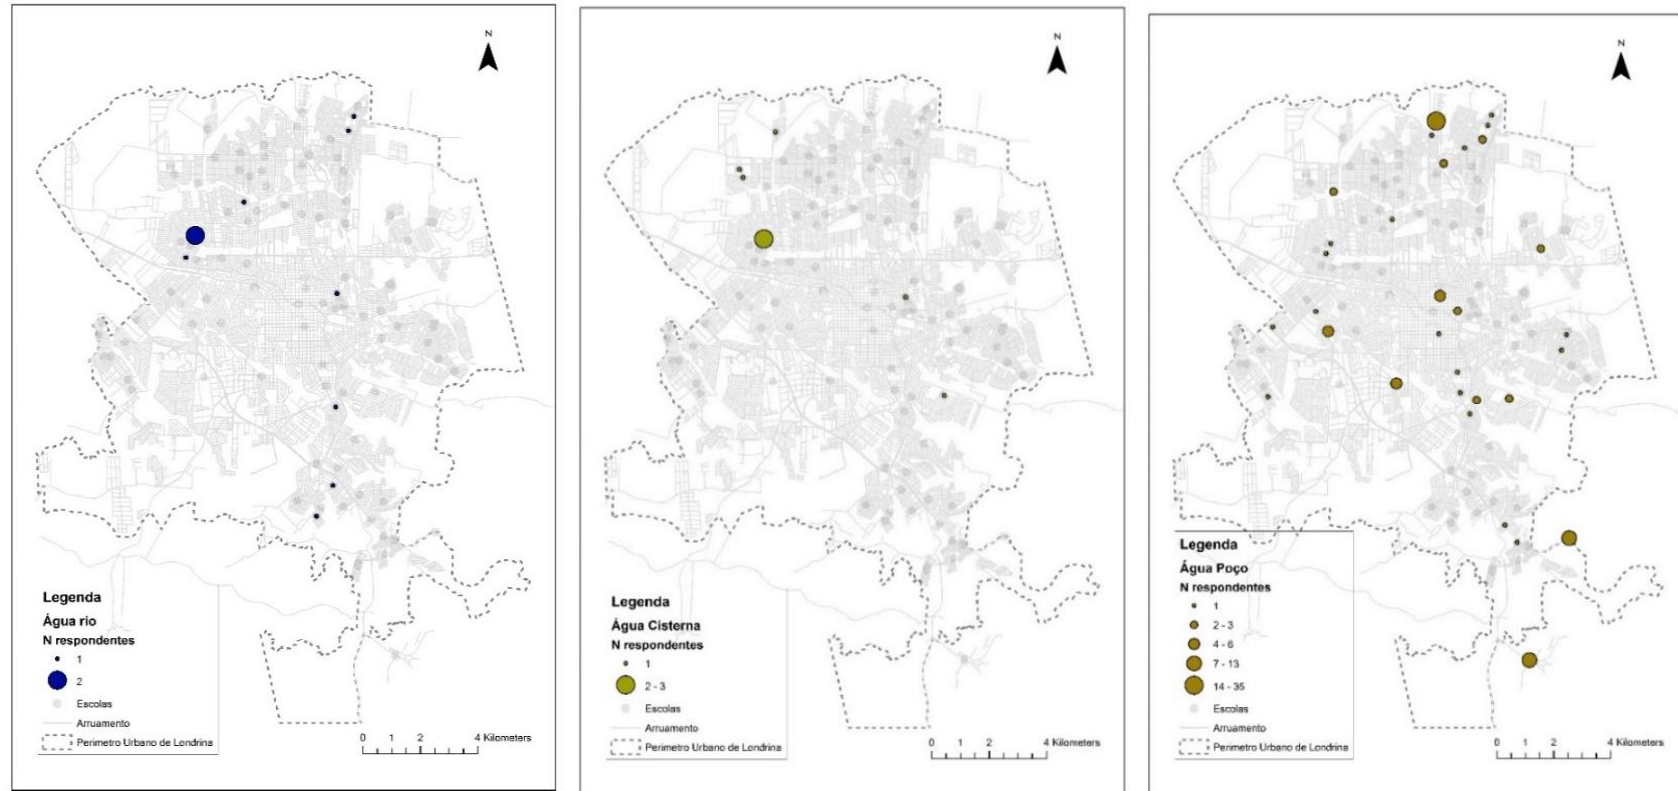 N
Legenda
Água rio
N respondentes
1
2
Escolas
Arruamento
Perimetro Urbano de Londrina
0 1 2 4 Kilometers
N
Legenda
Água Cisterna
N respondentes
1
2 - 3
Escolas
Arruamento
Perimetro Urbano de Londrina
0 1 2 4 Kilometers
N
Legenda
Água Poço
N respondentes
1
2 - 3
4 - 6
7 - 13
14 - 35
Escolas
Arruamento
Perimetro Urbano de Londrina
0 1 2 4 Kilometers